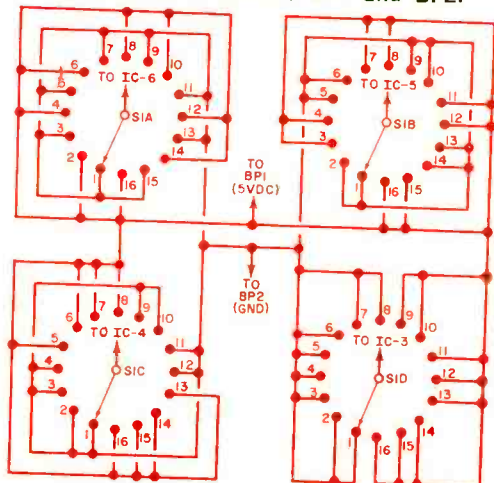 and BP2.
7 8 9 10
6 TO IC-6 11
5 12
4 S1A 13
3 14
2 1 16 15
7 8 9 10
6 TO IC-5 11
5 12
4 S1B 13
3 14
2 1 16 15
TO
BP1
(5VDC)
TO
BP2
(GND)
6 7 8 9 10
5 TO IC-4 11
4 12
3 S1C 13
2 1 16 15 14
7 8 9 10
6 TO IC-3 11
5 12
4 S1D 13
3
2 1 16 15 14